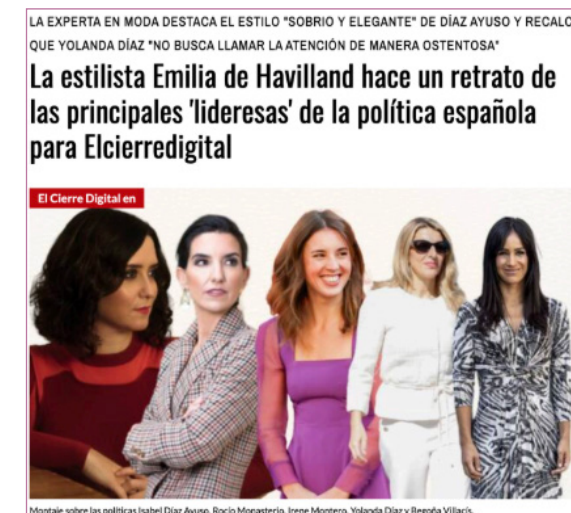 LA EXPERTA EN MODA DESTACA EL ESTILO "SOBRIO Y ELEGANTE" DE DÍAZ AYUSO Y RECALC
QUE YOLANDA DÍAZ "NO BUSCA LLAMAR LA ATENCIÓN DE MANERA OSTENTOSA"
La estilista Emilia de Havilland hace un retrato de
las principales 'lideresas' de la política española
para Elcierredigital
El Cierre Digital en
Montaje sobre las políticas Isabel Díaz Ayuso, Rocío Monasterio, Irene Montero, Yolanda Díaz y Begoña Villacís.